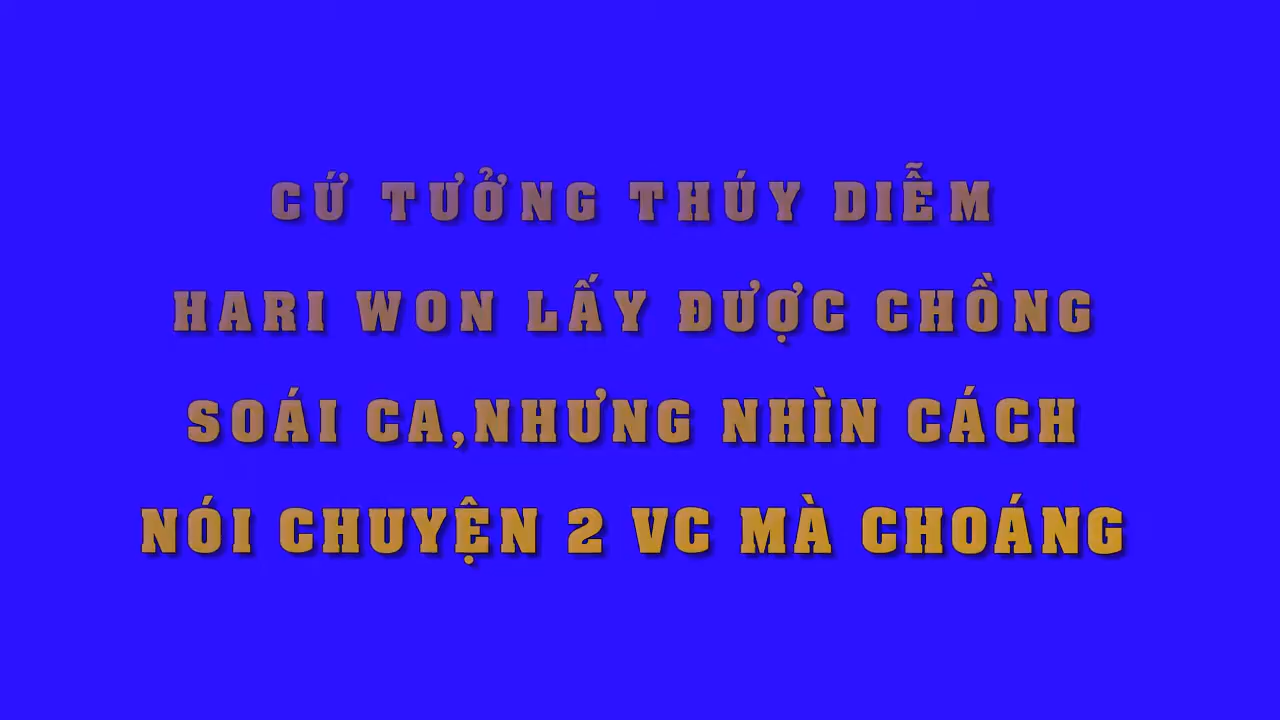 CỨ TƯỞNG THÚY DIỄM
HARI WON LẤY ĐƯỢC CHỒNG
SOÁI CA,NHƯNG NHÌN CÁCH
NÓI CHUYỆN 2 VC MÀ CHOÁNG